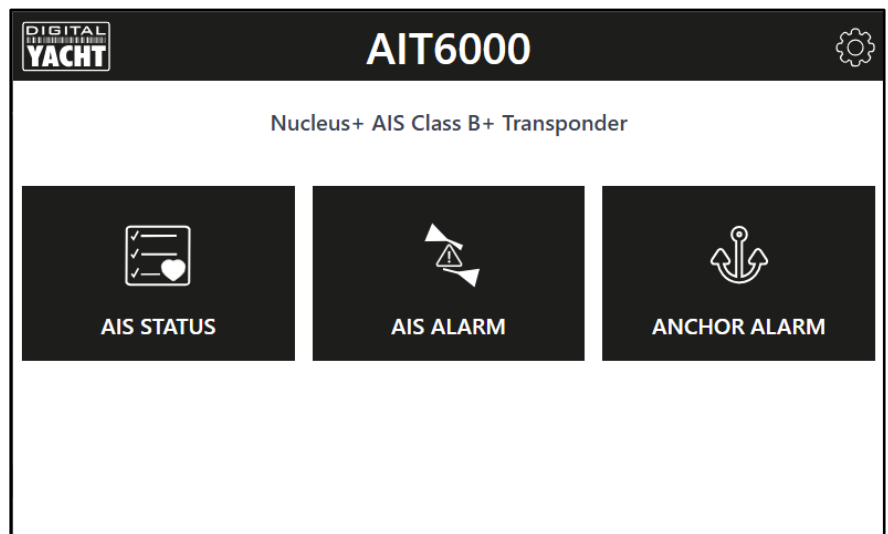 DIGITAL
YACHT
AIT6000
Nucleus+ AIS Class B+ Transponder
AIS STATUS
AIS ALARM
ANCHOR ALARM